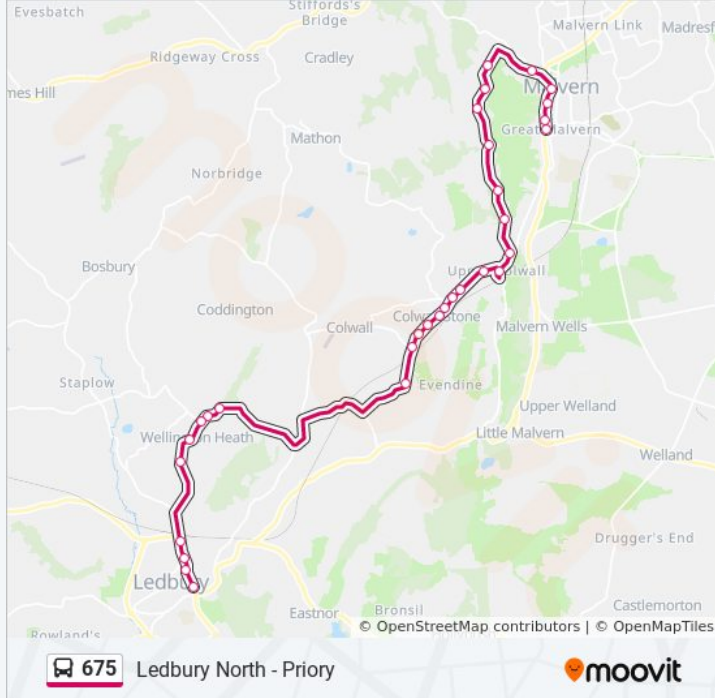 Evesbatch
Stiffords's
Bridge
Malvern Link
Madresf
Ridgeway Cross
Cradley
mes Hill
Malvern
Great Malvern
Mathon
Norbridge
Bosbury
Upper Colwall
Coddington
Colwall
Colwall Stone
Malvern Wells
Staplow
Evendine
Upper Welland
Wellington Heath
Little Malvern
Welland
Drugger's End
Ledbury
Eastnor
Bronsil
Castlemorton
Rowland's
© OpenStreetMap contributors | © OpenMapTiles
675
Ledbury North - Priory
moovit